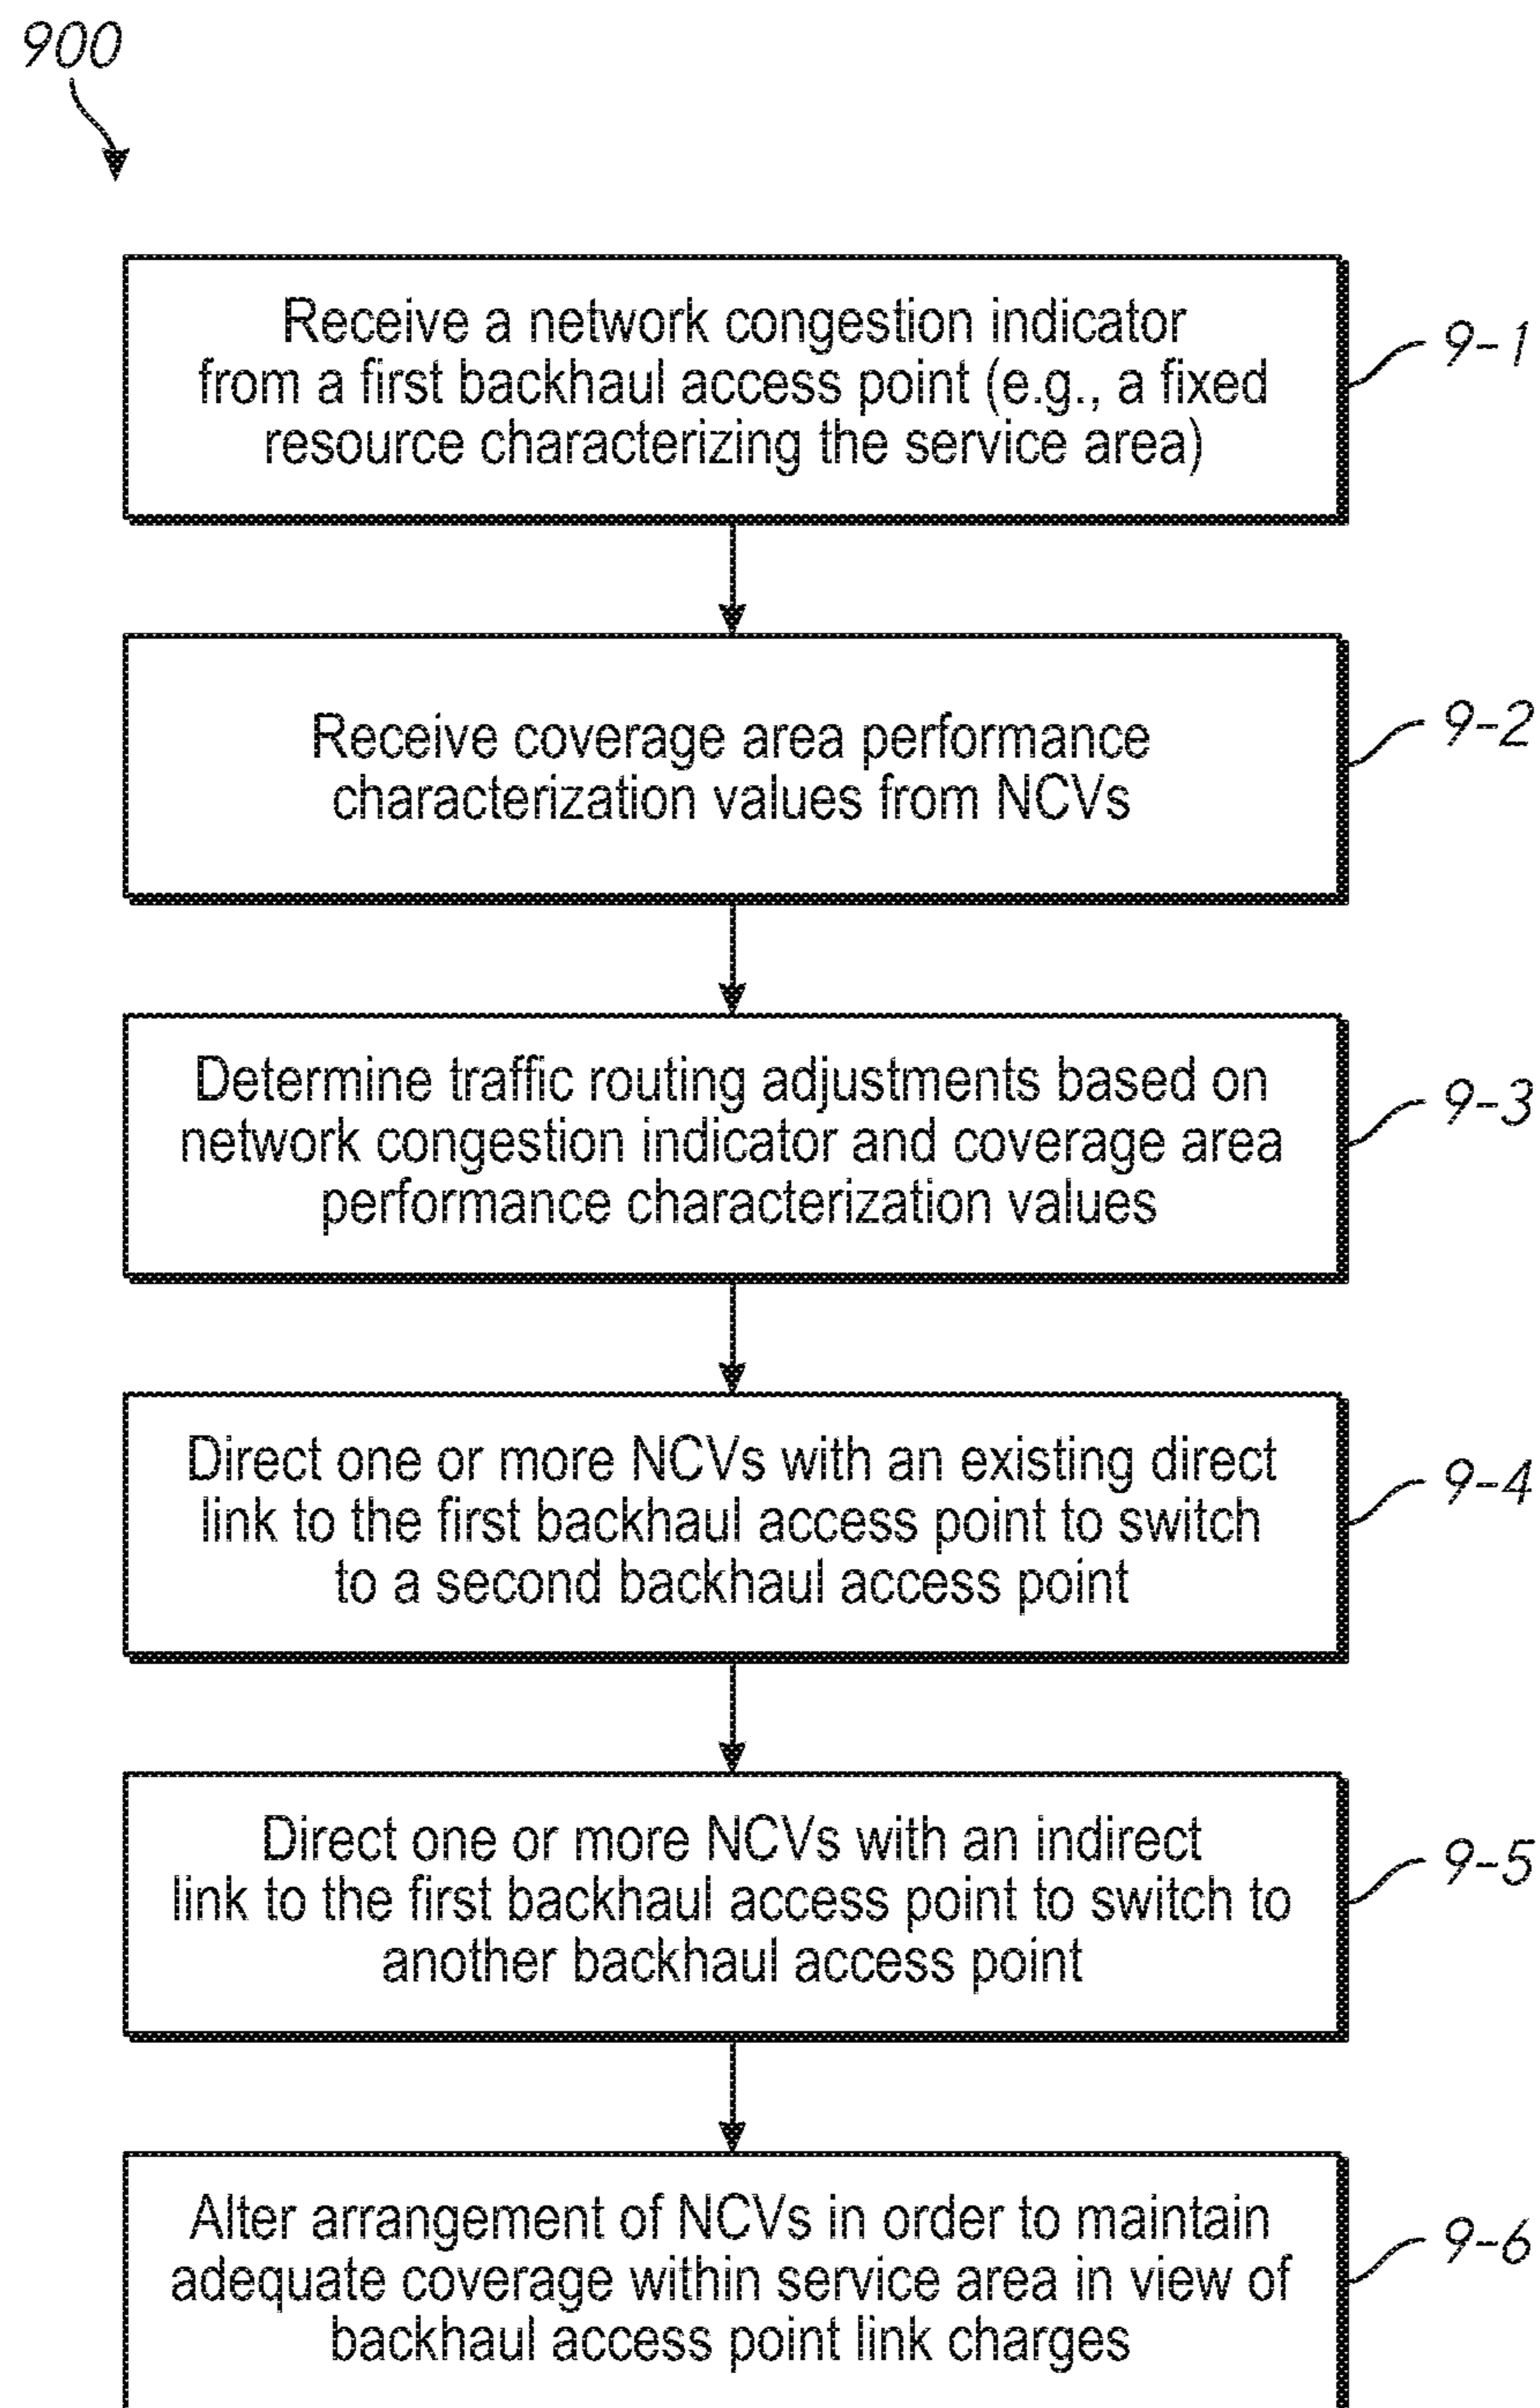 900
Receive a network congestion indicator
from a first backhaul access point (e.g., a fixed
resource characterizing the service area)
9-1
Receive coverage area performance
characterization values from NCVs
9-2
Determine traffic routing adjustments based on
network congestion indicator and coverage area
performance characterization values
9-3
Direct one or more NCVs with an existing direct
link to the first backhaul access point to switch
to a second backhaul access point
9-4
Direct one or more NCVs with an indirect
link to the first backhaul access point to switch to
another backhaul access point
9-5
Alter arrangement of NCVs in order to maintain
adequate coverage within service area in view of
backhaul access point link charges
9-6